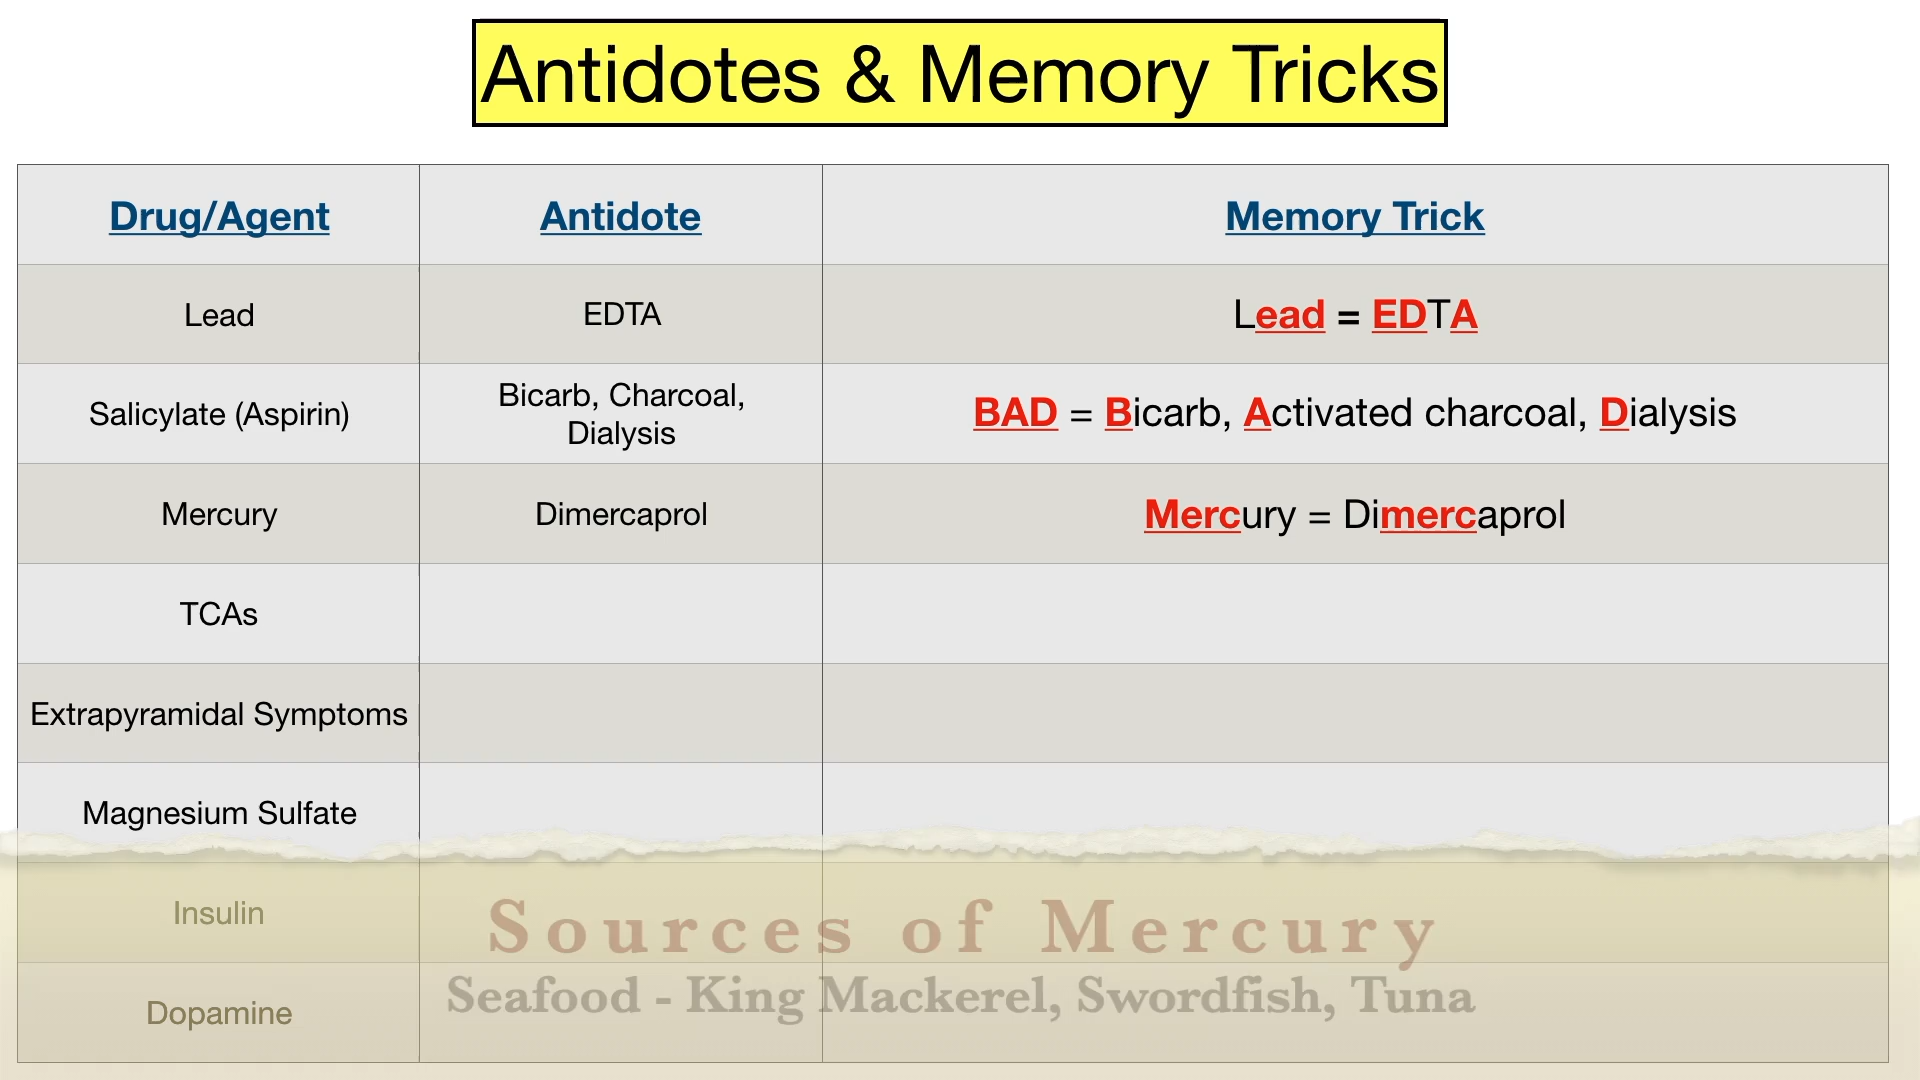 Antidotes & Memory Tricks
Drug/Agent Antidote Memory Trick
Lead EDTA Lead = EDTA
Salicylate (Aspirin) Bicarb, Charcoal, BAD = Bicarb, Activated charcoal, Dialysis
Dialysis
Mercury Dimercaprol Mercury = Dimercaprol
TCAs
Extrapyramidal Symptoms
Magnesium Sulfate
Insulin
Sources of Mercury
Seafood - King Mackerel, Swordfish, Tuna
Dopamine